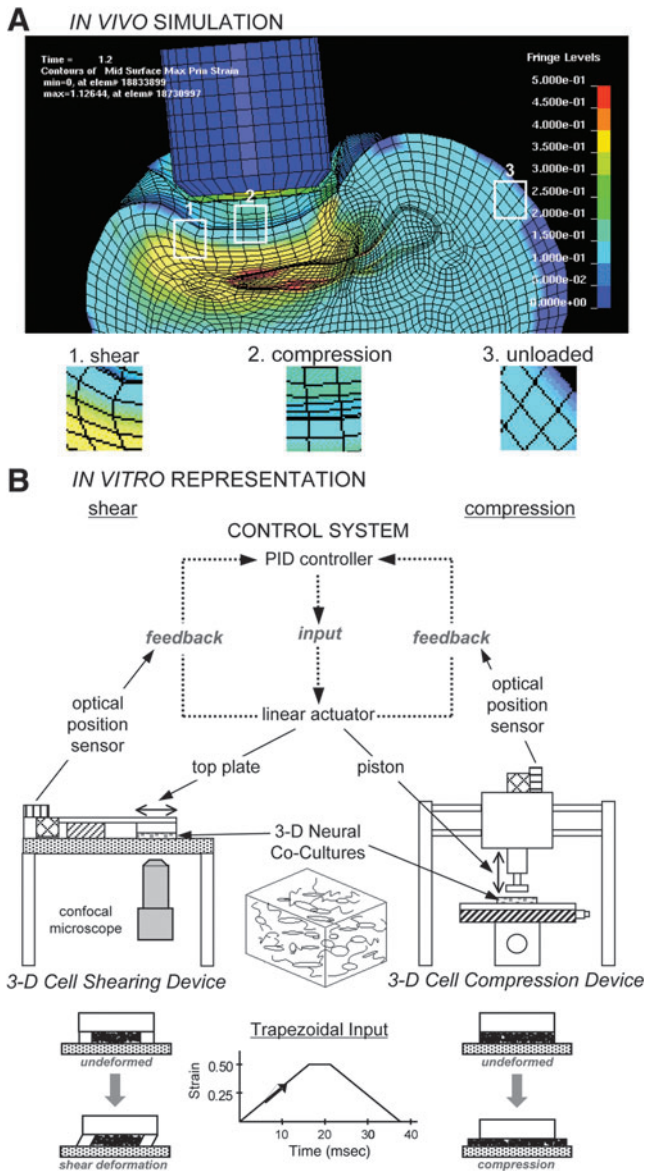 A IN VIVO SIMULATION
Time = 1.2
Contours of Mid Surface Max Prin Strain
min=0, at elem# 18833899
max=1.12644, at elem# 18738997
Fringe Levels
5.000e-01
4.500e-01
4.000e-01
3.500e-01
3.000e-01
2.500e-01
2.000e-01
1.500e-01
1.000e-01
5.000e-02
0.000e+00
1
2
3
1. shear
2. compression
3. unloaded
B IN VITRO REPRESENTATION
shear
compression
CONTROL SYSTEM
PID controller
feedback
input
feedback
optical
position
sensor
linear actuator
optical
position
sensor
top plate
piston
3-D Neural
Co-Cultures
confocal
microscope
3-D Cell Shearing Device
3-D Cell Compression Device
Trapezoidal Input
undeformed
shear deformation
Strain
0.50
0.25
10 20 30 40
Time (msec)
undeformed
compression